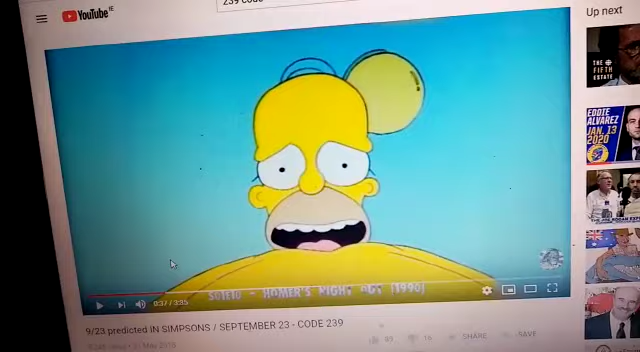 YouTube IE
239 Code
Up next
THE FIFTH ESTATE
EDDIE
ALVAREZ
JAN. 13
2020
S01E10 - HOMER'S NIGHT OUT (1990)
0:37 / 3:35
9/23 predicted IN SIMPSONS / SEPTEMBER 23 - CODE 239
SHARE
SAVE